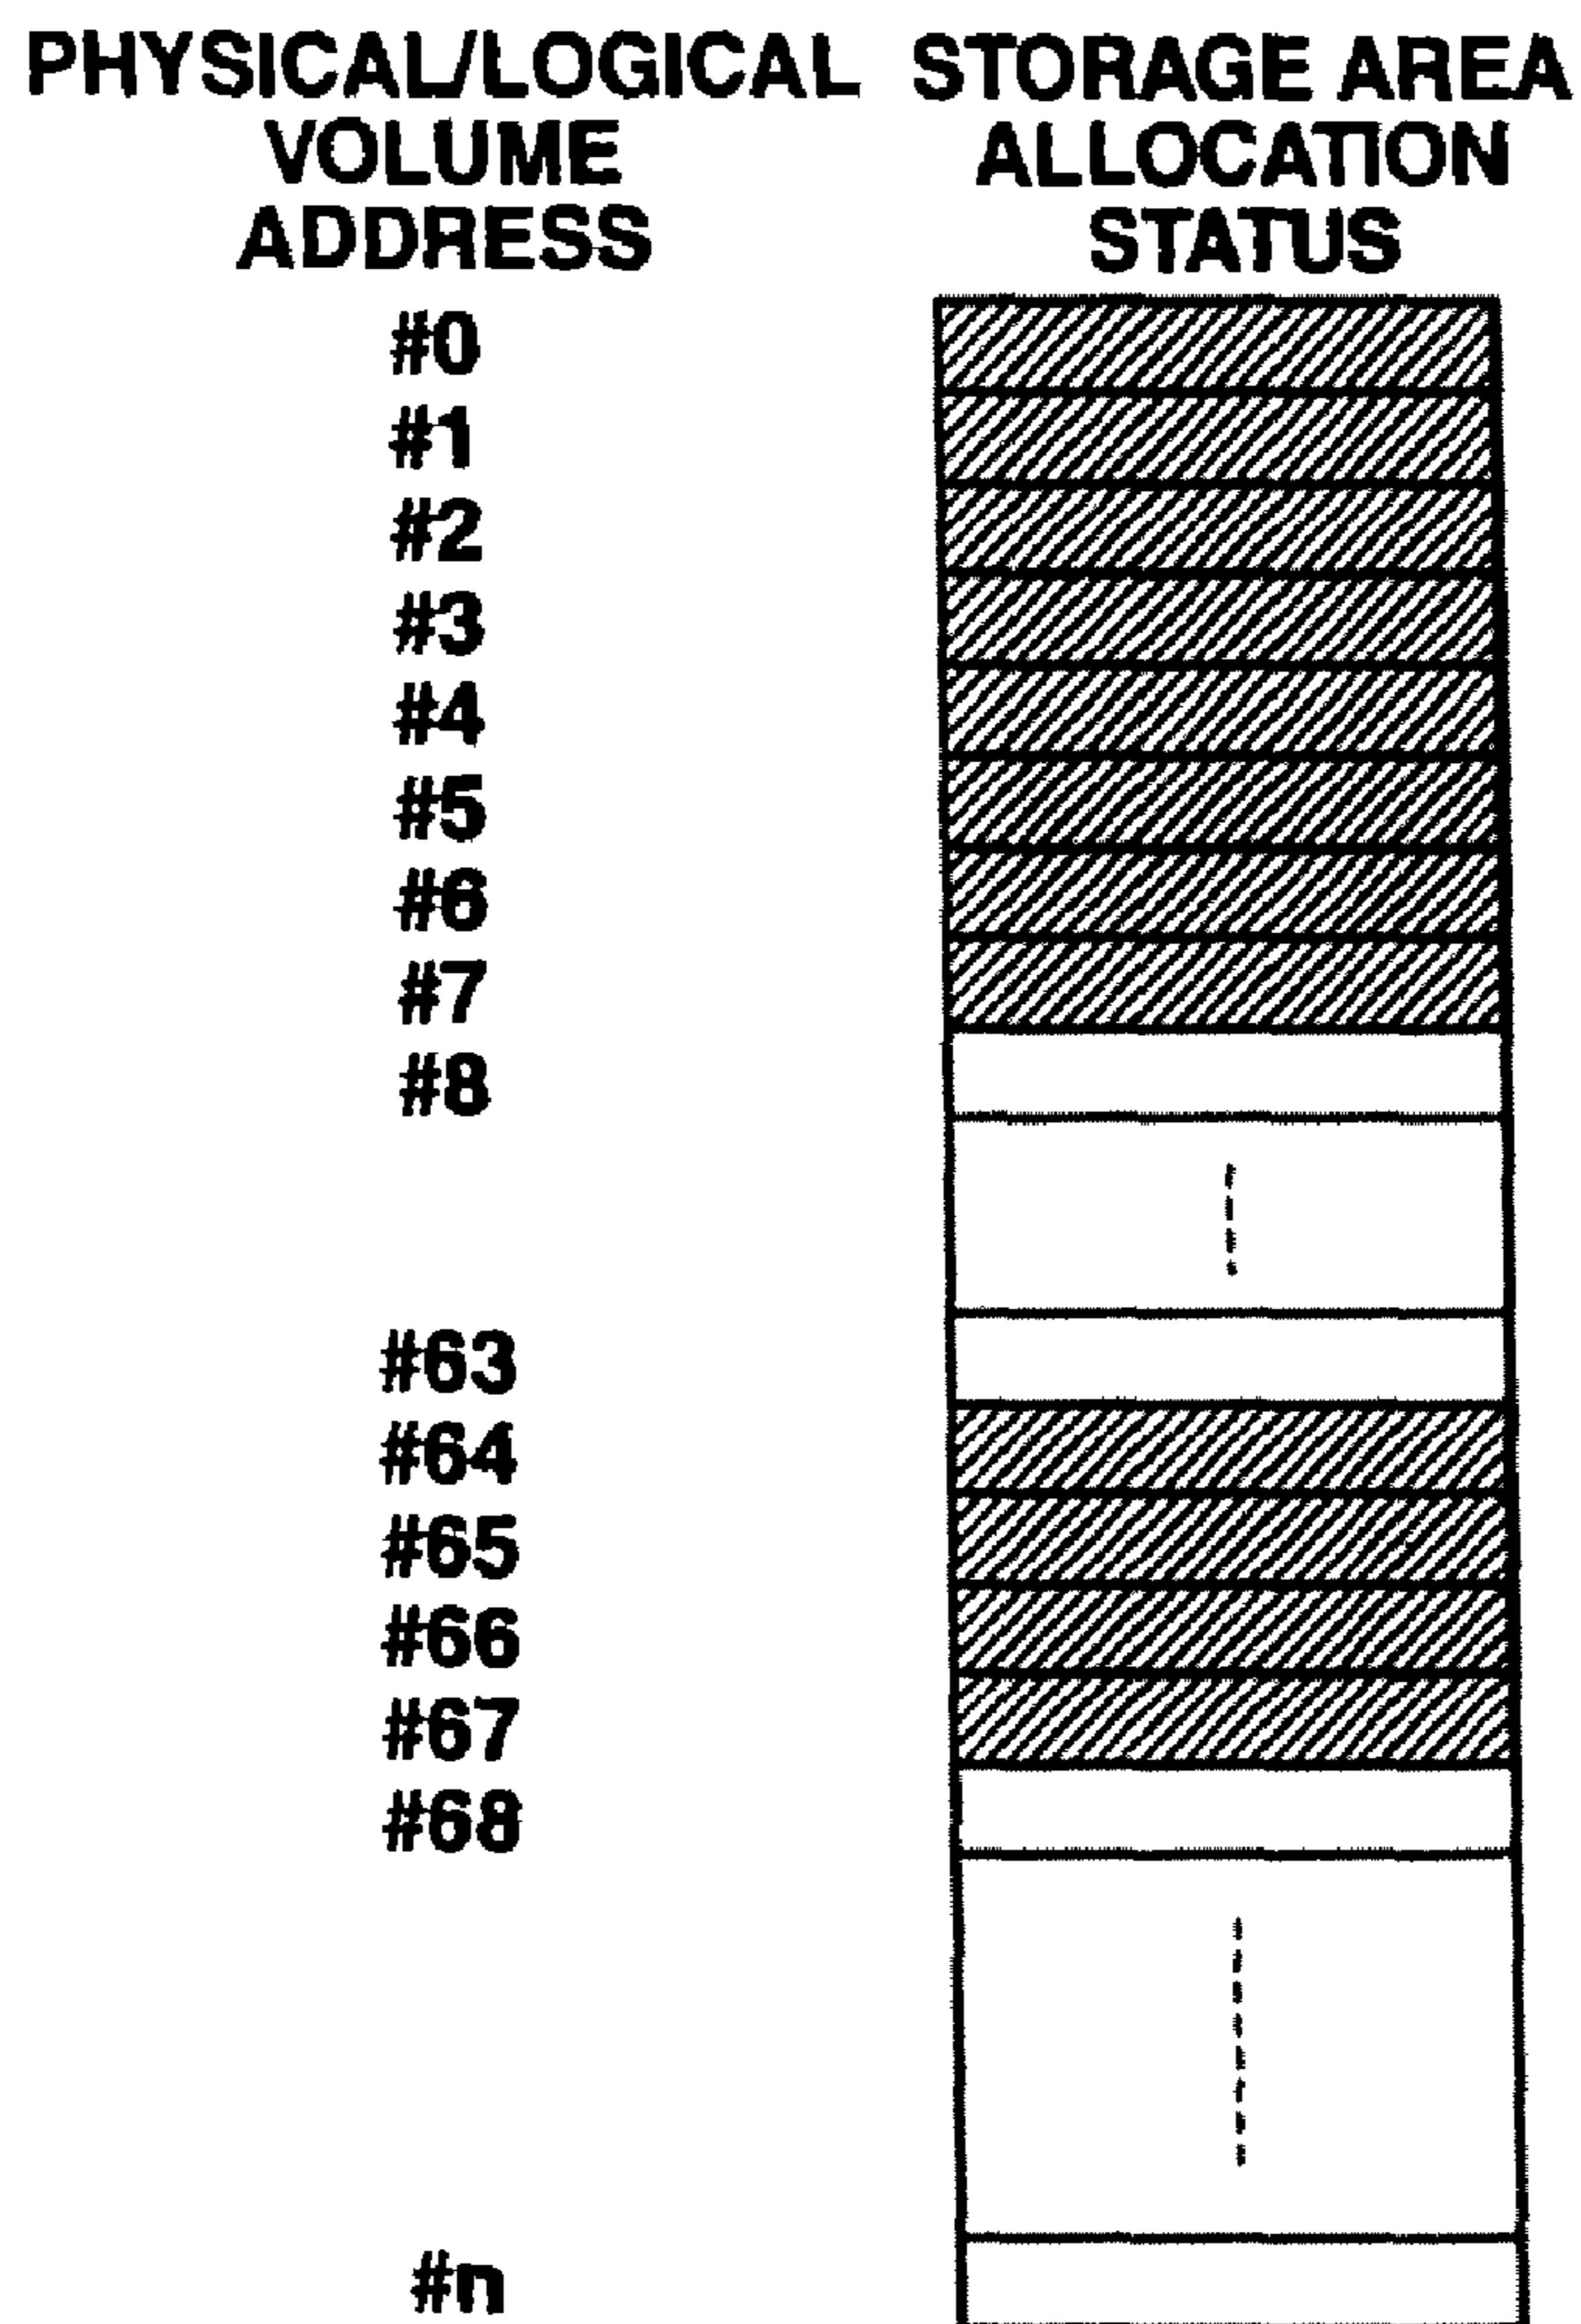 PHYSICAL/LOGICAL
VOLUME
ADDRESS
STORAGE AREA
ALLOCATION
STATUS
#0
#1
#2
#3
#4
#5
#6
#7
#8
#63
#64
#65
#66
#67
#68
#n